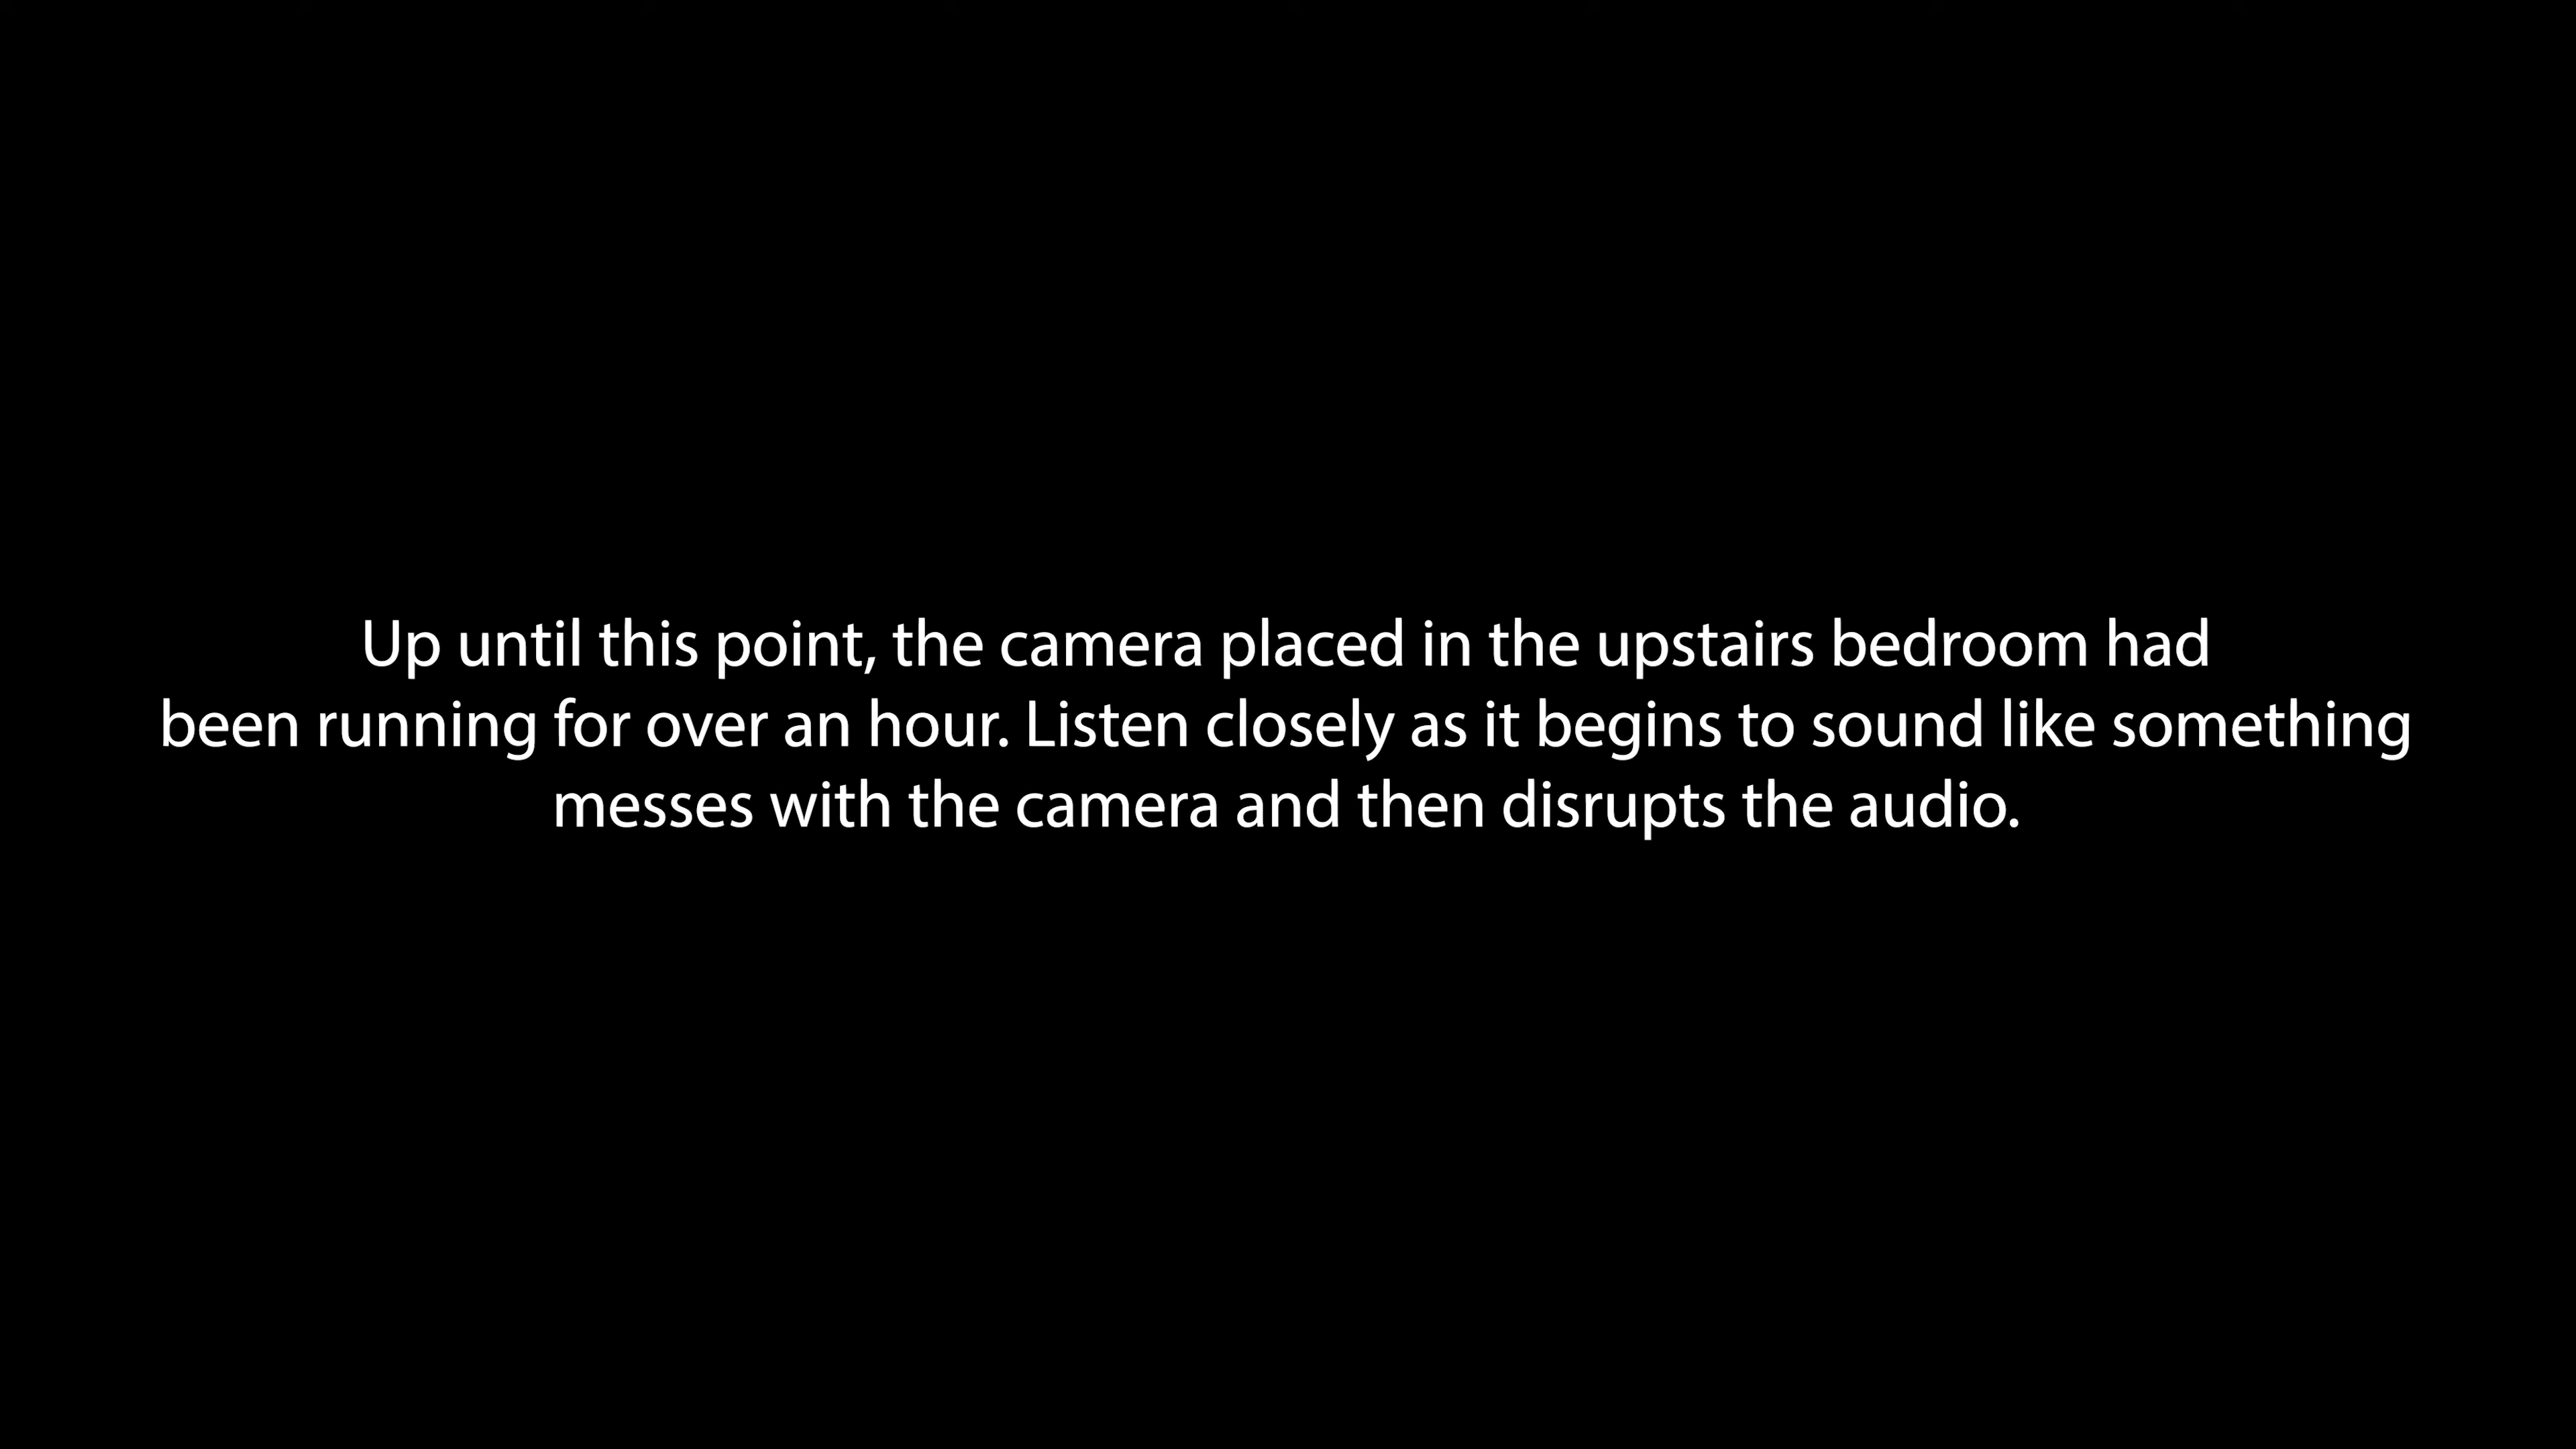 Up until this point, the camera placed in the upstairs bedroom had
been running for over an hour. Listen closely as it begins to sound like something
messes with the camera and then disrupts the audio.